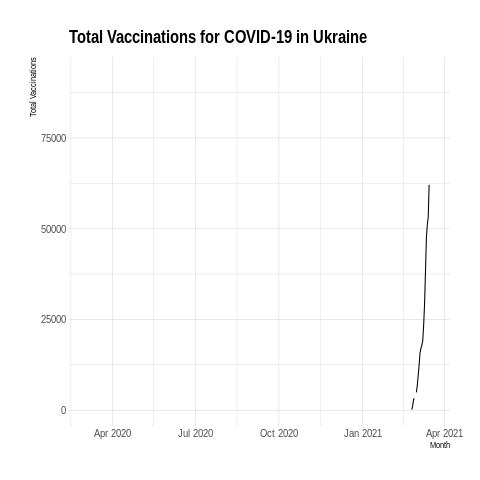 Total Vaccinations for COVID-19 in Ukraine
Total Vaccinations
75000
50000
25000
0
Apr 2020 Jul 2020 Oct 2020 Jan 2021 Apr 2021
Month